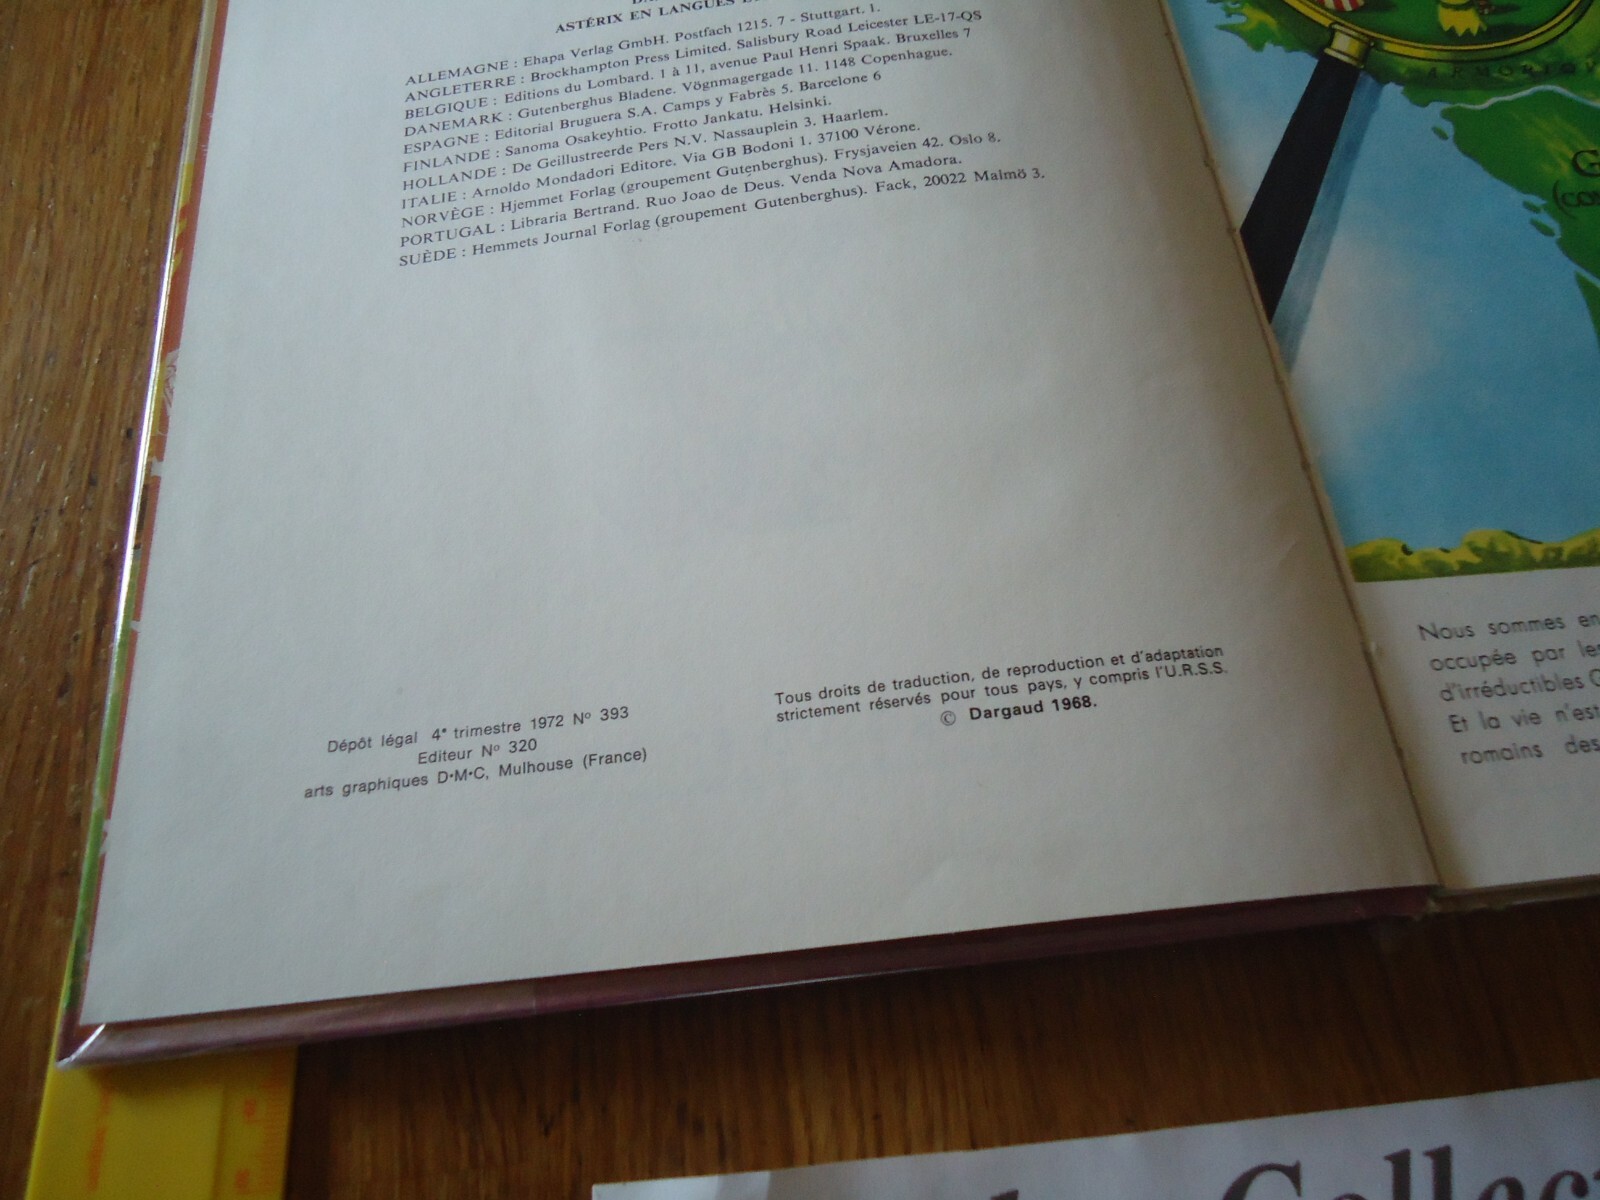 ASTÉRIX EN LANGUES
ALLEMAGNE : Ehapa Verlag GmbH. Postfach 1215. 7 - Stuttgart. 1.
ANGLETERRE : Brockhampton Press Limited. Salisbury Road Leicester LE-17-QS
BELGIQUE : Editions du Lombard. 1 à 11, avenue Paul Henri Spaak. Bruxelles 7
DANEMARK : Gutenberghus Bladene. Vögnmagergade 11. 1148 Copenhague.
ESPAGNE : Editorial Bruguera S.A. Camps y Fabrès 5. Barcelone 6
FINLANDE : Sanoma Osakeyhtio. Frotto Jankatu. Helsinki.
HOLLANDE : De Geillustreerde Pers N.V. Nassauplein 3. Haarlem.
ITALIE : Arnoldo Mondadori Editore. Via GB Bodoni 1. 37100 Vérone.
NORVÈGE : Hjemmet Forlag (groupement Gutenberghus). Frysjaveien 42. Oslo 8.
PORTUGAL : Libraria Bertrand. Ruo Joao de Deus. Venda Nova Amadora.
SUÈDE : Hemmets Journal Forlag (groupement Gutenberghus). Fack, 20022 Malmö 3.
Dépôt légal 4e trimestre 1972 Nº 393
Editeur Nº 320
arts graphiques D•M•C, Mulhouse (France)
Tous droits de traduction, de reproduction et d'adaptation
strictement réservés pour tous pays, y compris l'U.R.S.S.
© Dargaud 1968.
Nous sommes en
occupée par les
d'irréductibles G
Et la vie n'est
romains des